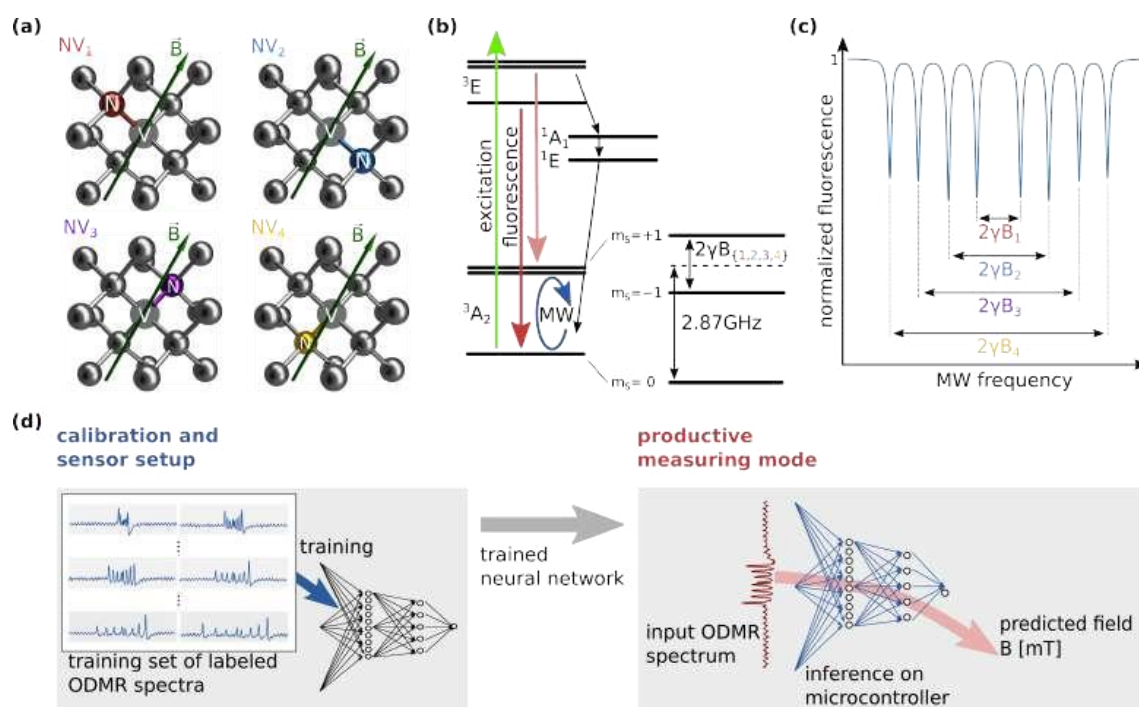 (a)
NV₁
B⃗
N
V
NV₂
B⃗
V
N
NV₃
B⃗
N
V
NV₄
B⃗
V
N
(b)
³E
¹A₁
¹E
excitation
fluorescence
³A₂
MW
mₛ=+1
2γB{1,2,3,4}
mₛ=−1
2.87GHz
mₛ= 0
(c)
1
normalized fluorescence
2γB₁
2γB₂
2γB₃
2γB₄
MW frequency
(d)
calibration and
sensor setup
training
training set of labeled
ODMR spectra
trained
neural network
productive
measuring mode
input ODMR
spectrum
inference on
microcontroller
predicted field
B [mT]